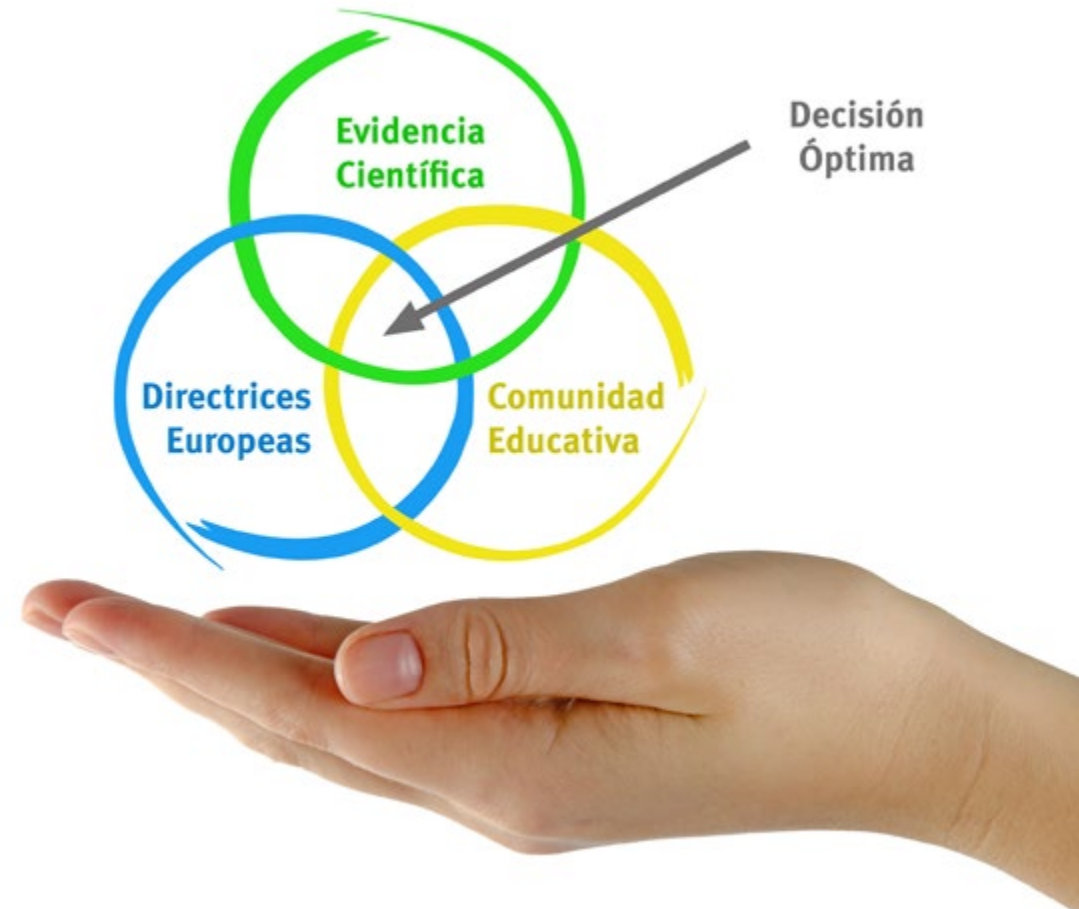 Evidencia
Científica
Decisión
Óptima
Directrices
Europeas
Comunidad
Educativa